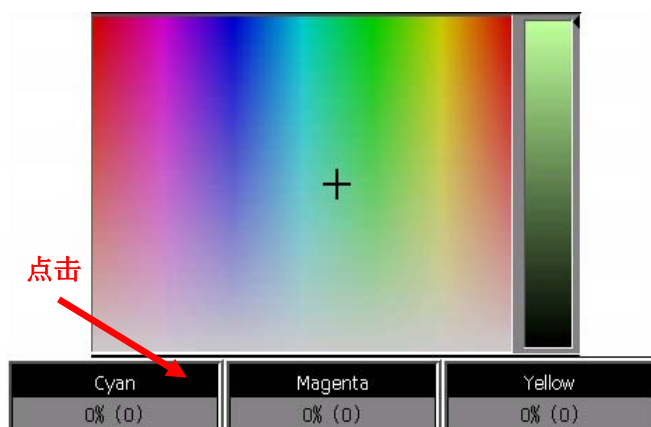 点击
Cyan Magenta Yellow
0% (0) 0% (0) 0% (0)